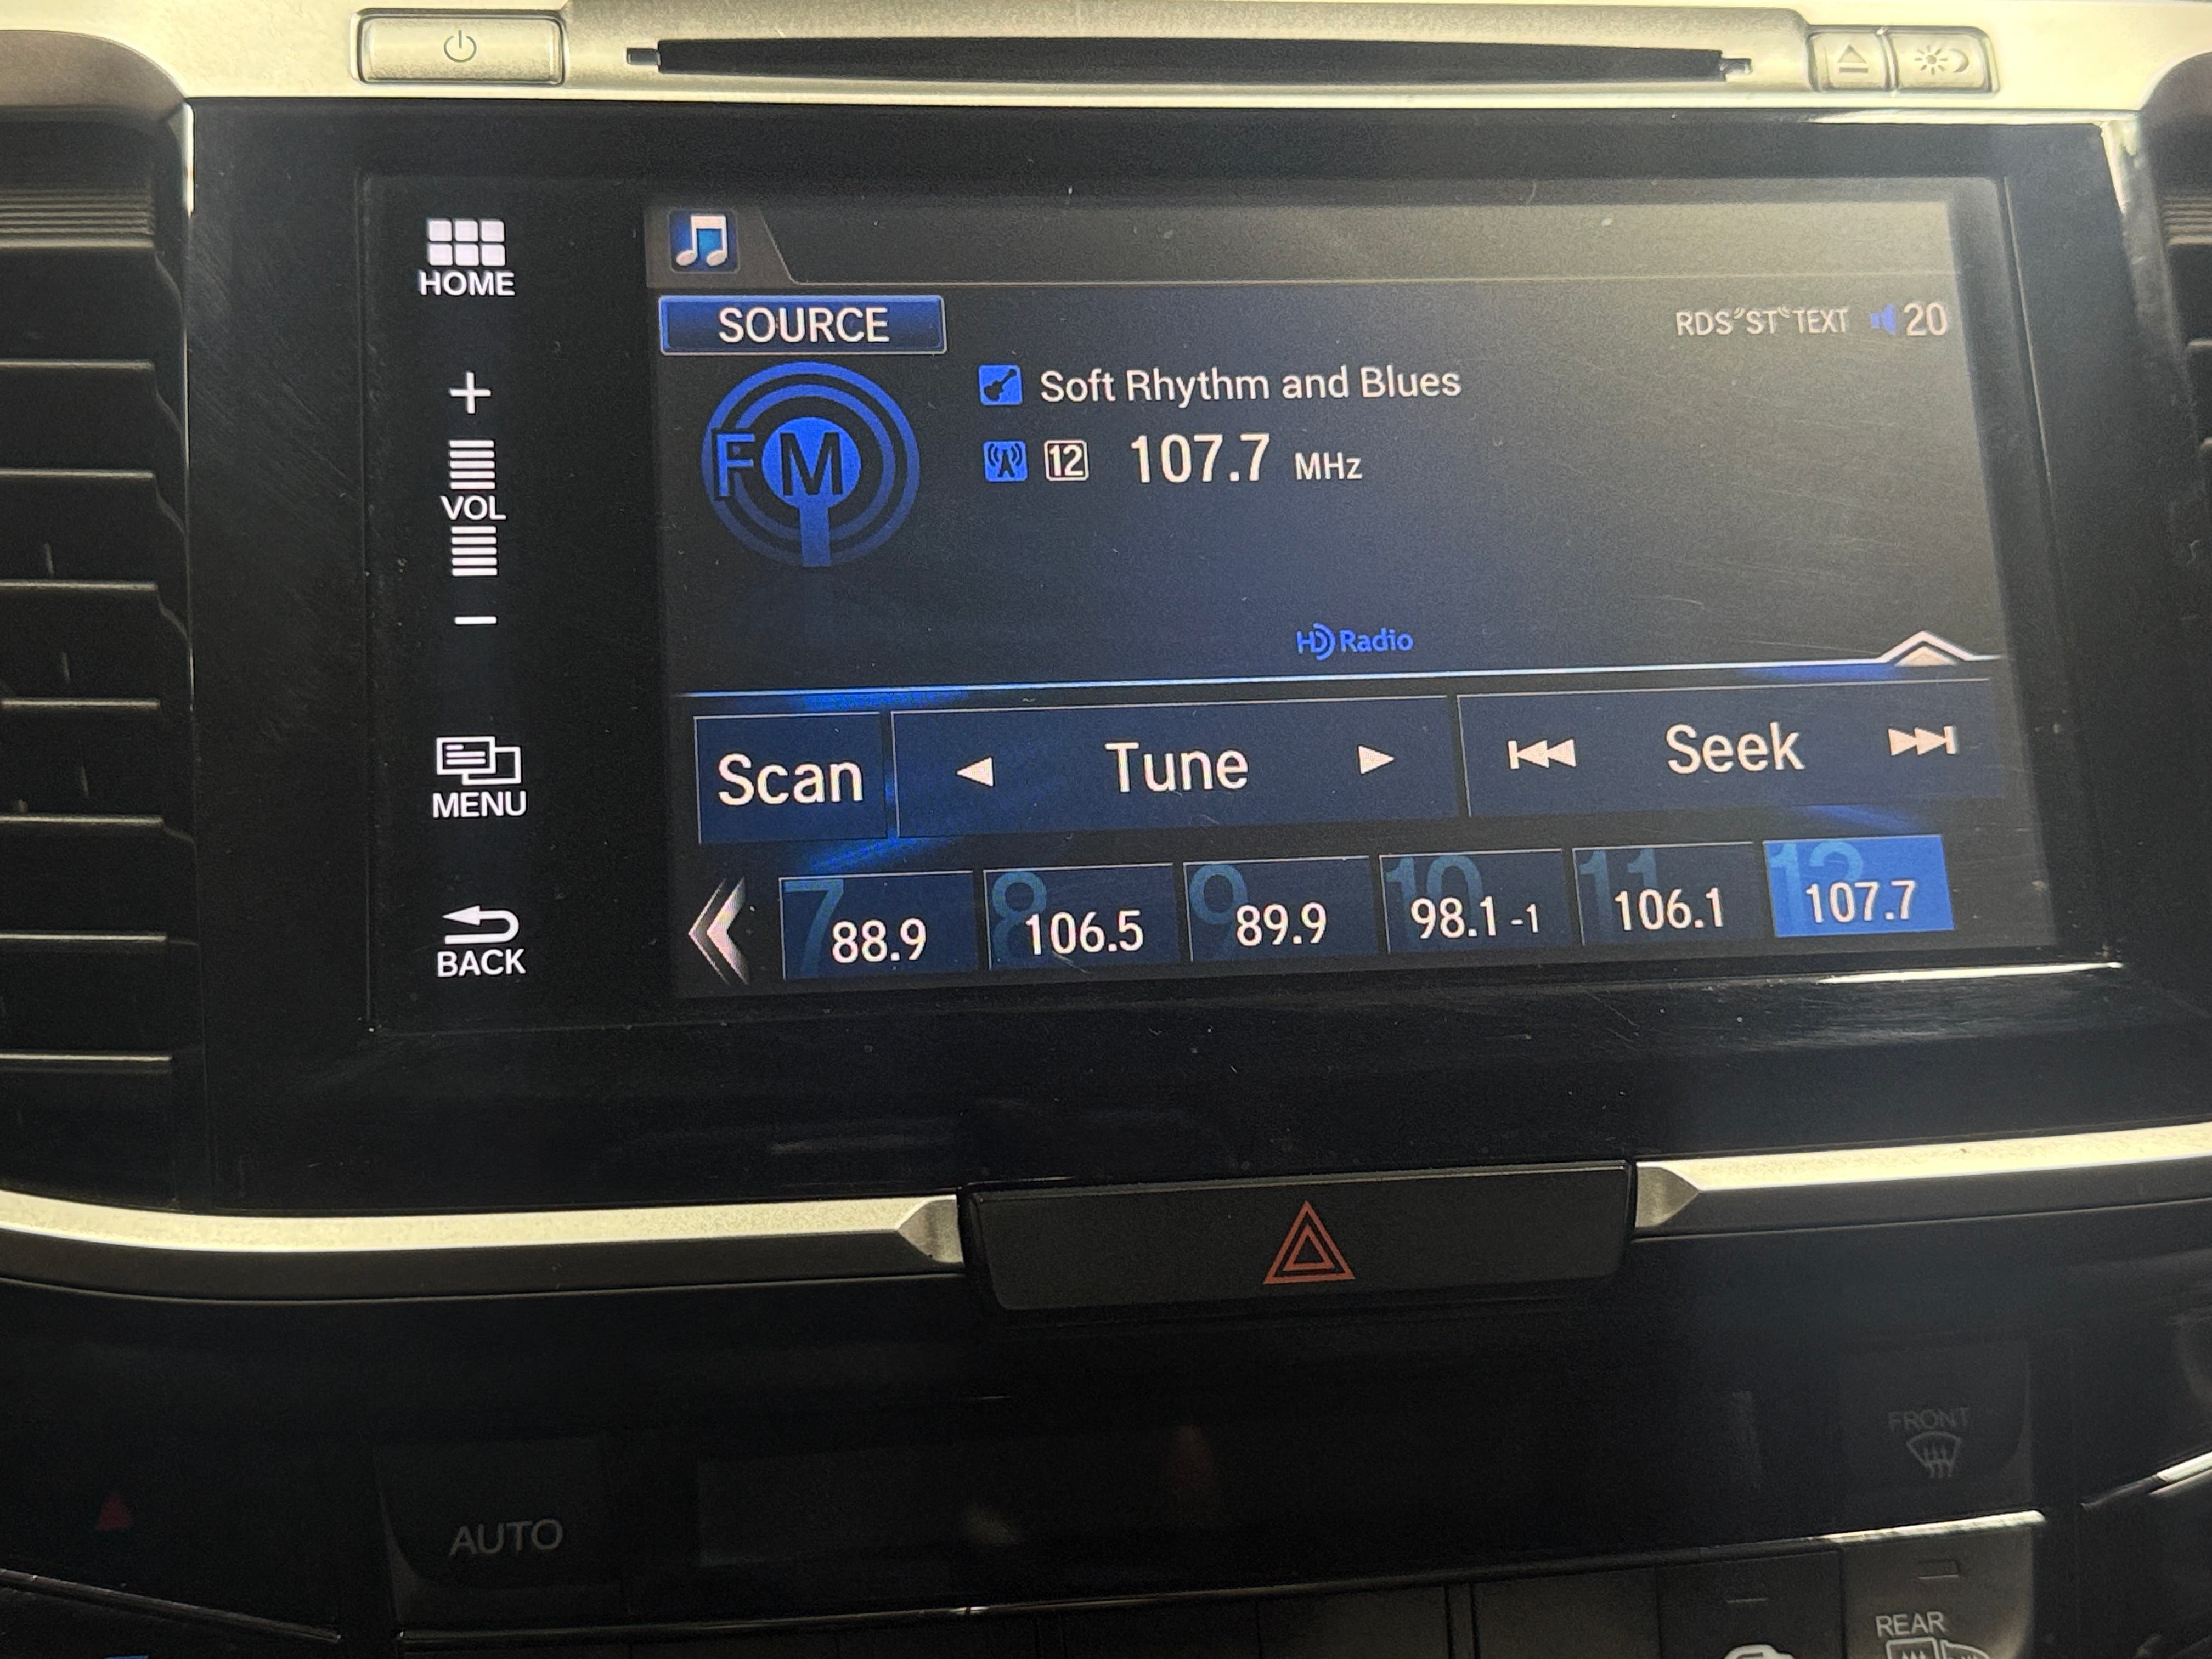 HOME
SOURCE
RDS ST TEXT 20
Soft Rhythm and Blues
FM
12 107.7 MHz
+
VOL
−
HD Radio
Scan Tune Seek
MENU
7 88.9 8 106.5 9 89.9 10 98.1-1 11 106.1 12 107.7
BACK
FRONT
AUTO
REAR